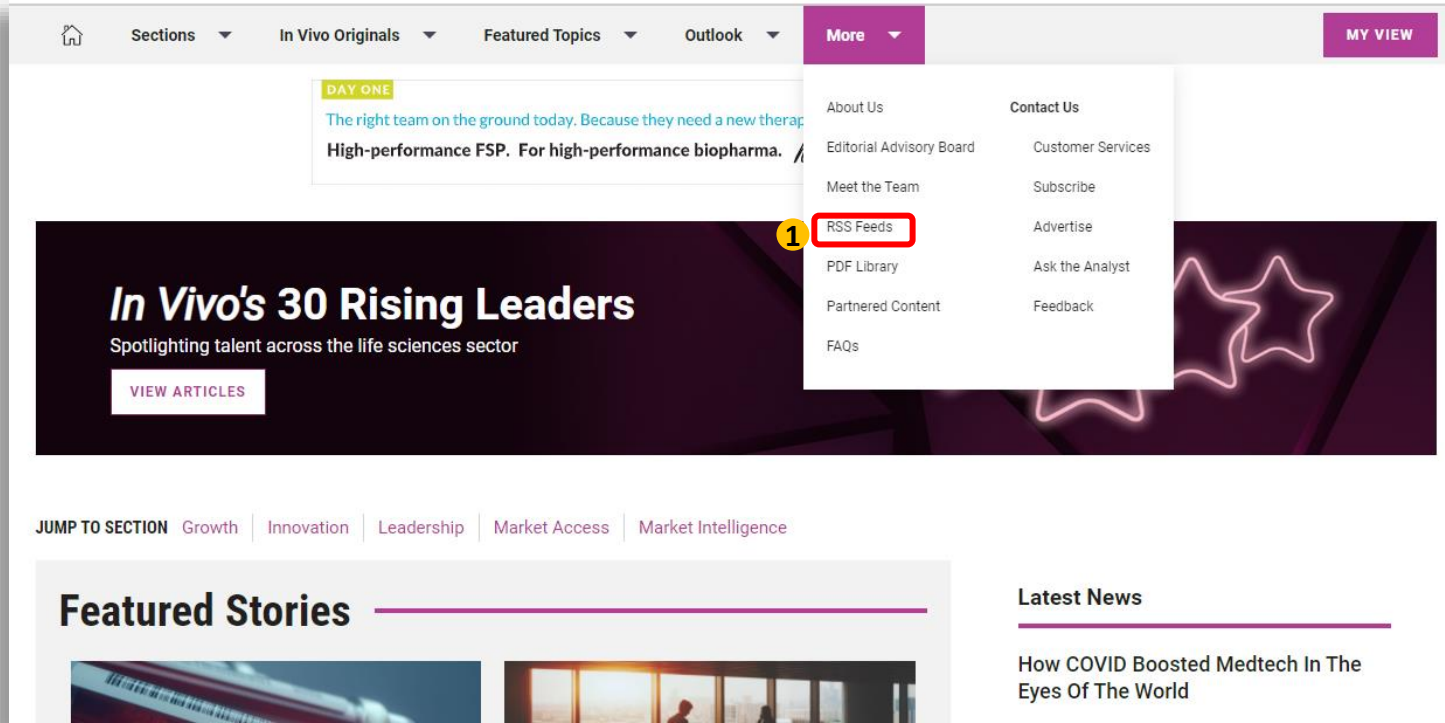 Sections
In Vivo Originals
Featured Topics
Outlook
More
MY VIEW
DAY ONE
The right team on the ground today. Because they need a new
High-performance FSP. For high-performance biopharma.
About Us
Editorial Advisory Board
Meet the Team
1
RSS Feeds
PDF Library
Partnered Content
FAQs
Contact Us
Customer Services
Subscribe
Advertise
Ask the Analyst
Feedback
In Vivo's 30 Rising Leaders
Spotlighting talent across the life sciences sector
VIEW ARTICLES
JUMP TO SECTION Growth Innovation Leadership Market Access Market Intelligence
Featured Stories
Latest News
How COVID Boosted Medtech In The
Eyes Of The World